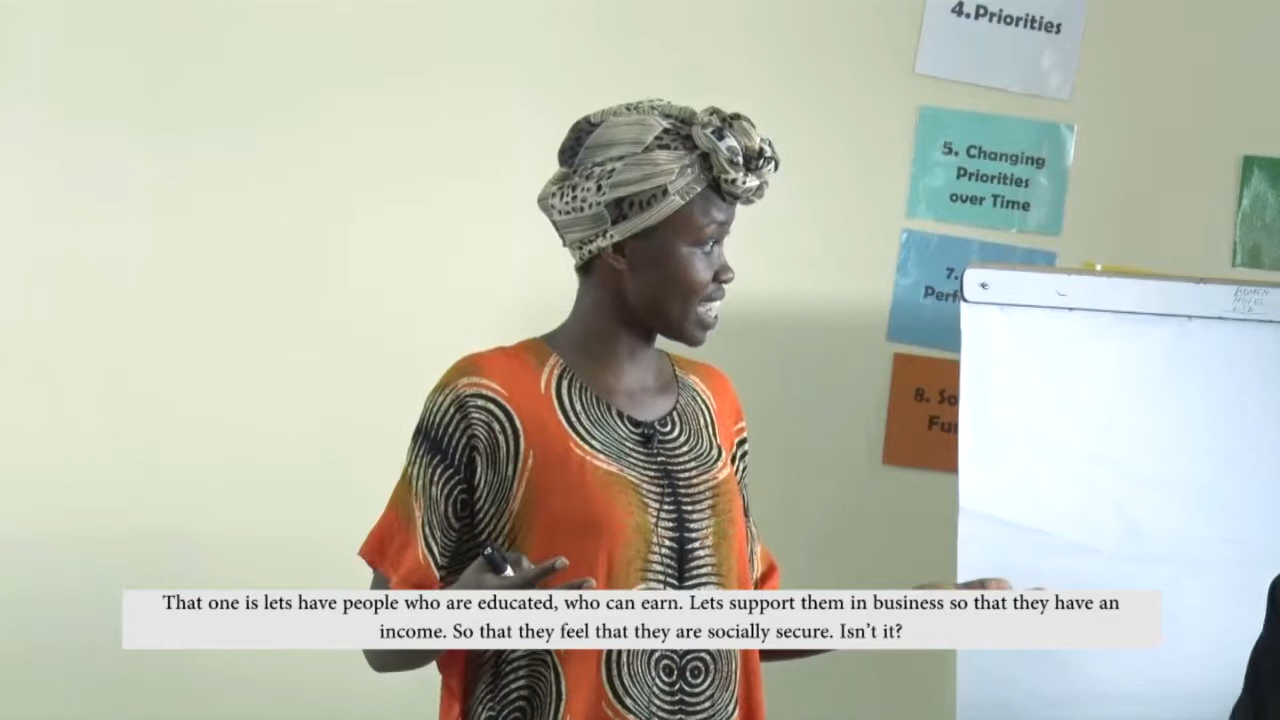 4. Priorities
5. Changing
Priorities
over Time
7.
Perf
8. So
Fu
That one is lets have people who are educated, who can earn. Lets support them in business so that they have an
income. So that they feel that they are socially secure. Isn't it?